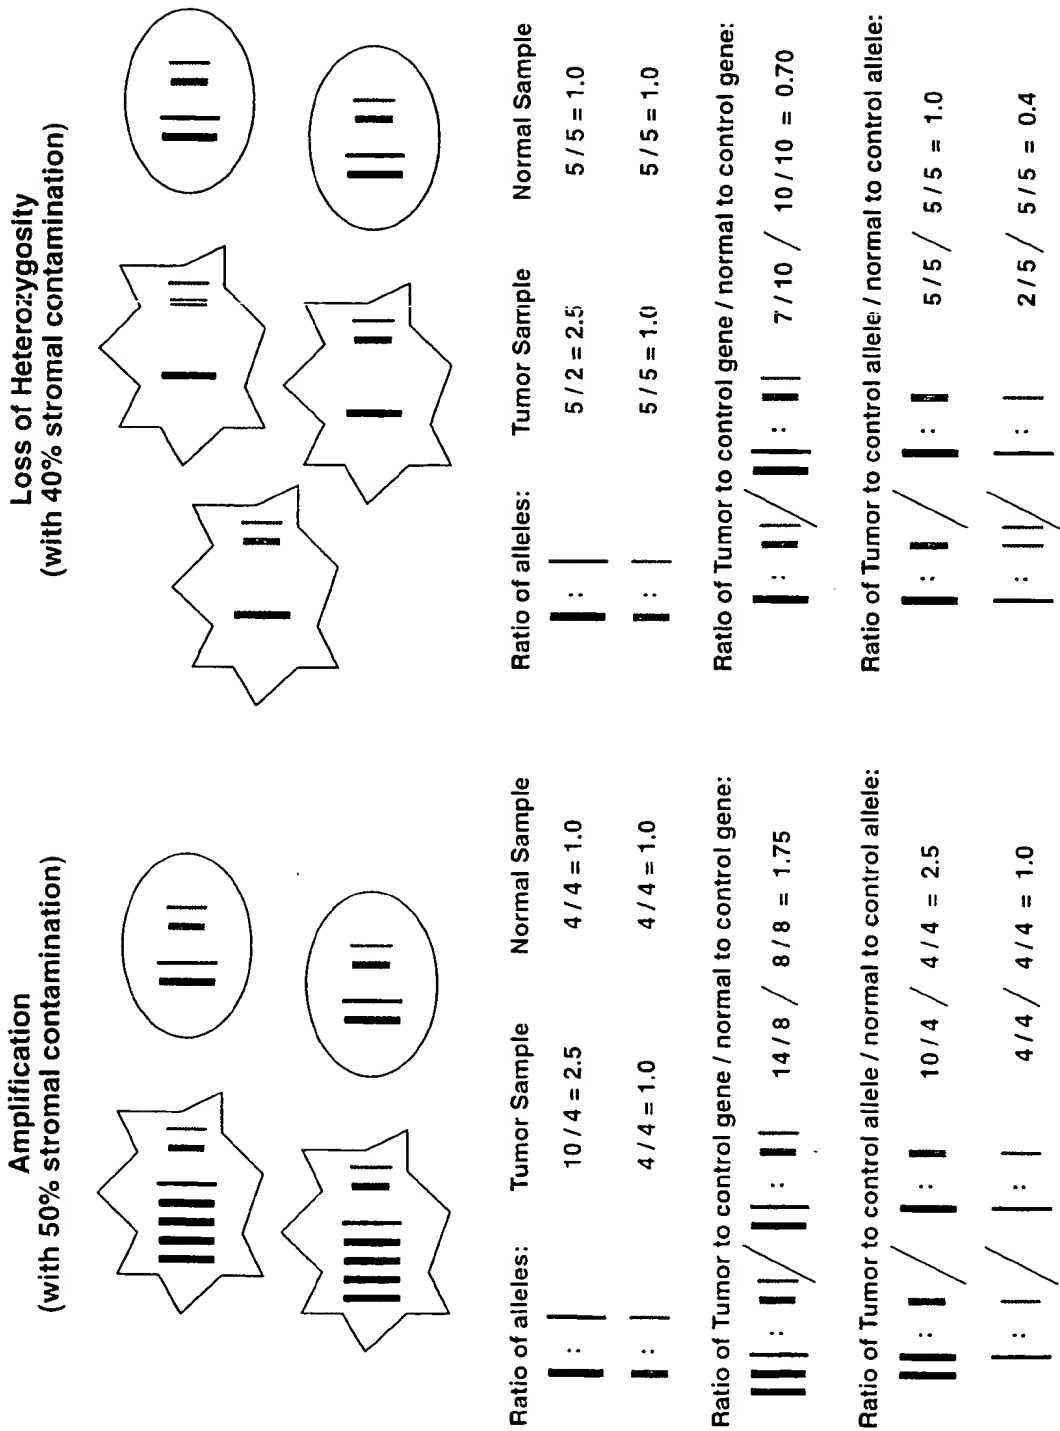 Amplification
(with 50% stromal contamination)
Ratio of alleles:
Tumor Sample
Normal Sample
10 / 4 = 2.5
4 / 4 = 1.0
:
4 / 4 = 1.0
4 / 4 = 1.0
:
Ratio of Tumor to control gene / normal to control gene:
: / :
14 / 8 / 8 / 8 = 1.75
Ratio of Tumor to control allele / normal to control allele:
: / :
10 / 4 / 4 / 4 = 2.5
: / :
4 / 4 / 4 / 4 = 1.0
Loss of Heterozygosity
(with 40% stromal contamination)
Ratio of alleles:
Tumor Sample
Normal Sample
:
5 / 2 = 2.5
5 / 5 = 1.0
:
5 / 5 = 1.0
5 / 5 = 1.0
Ratio of Tumor to control gene / normal to control gene:
: / :
7 / 10 / 10 / 10 = 0.70
Ratio of Tumor to control allele / normal to control allele:
: / :
5 / 5 / 5 / 5 = 1.0
: / :
2 / 5 / 5 / 5 = 0.4